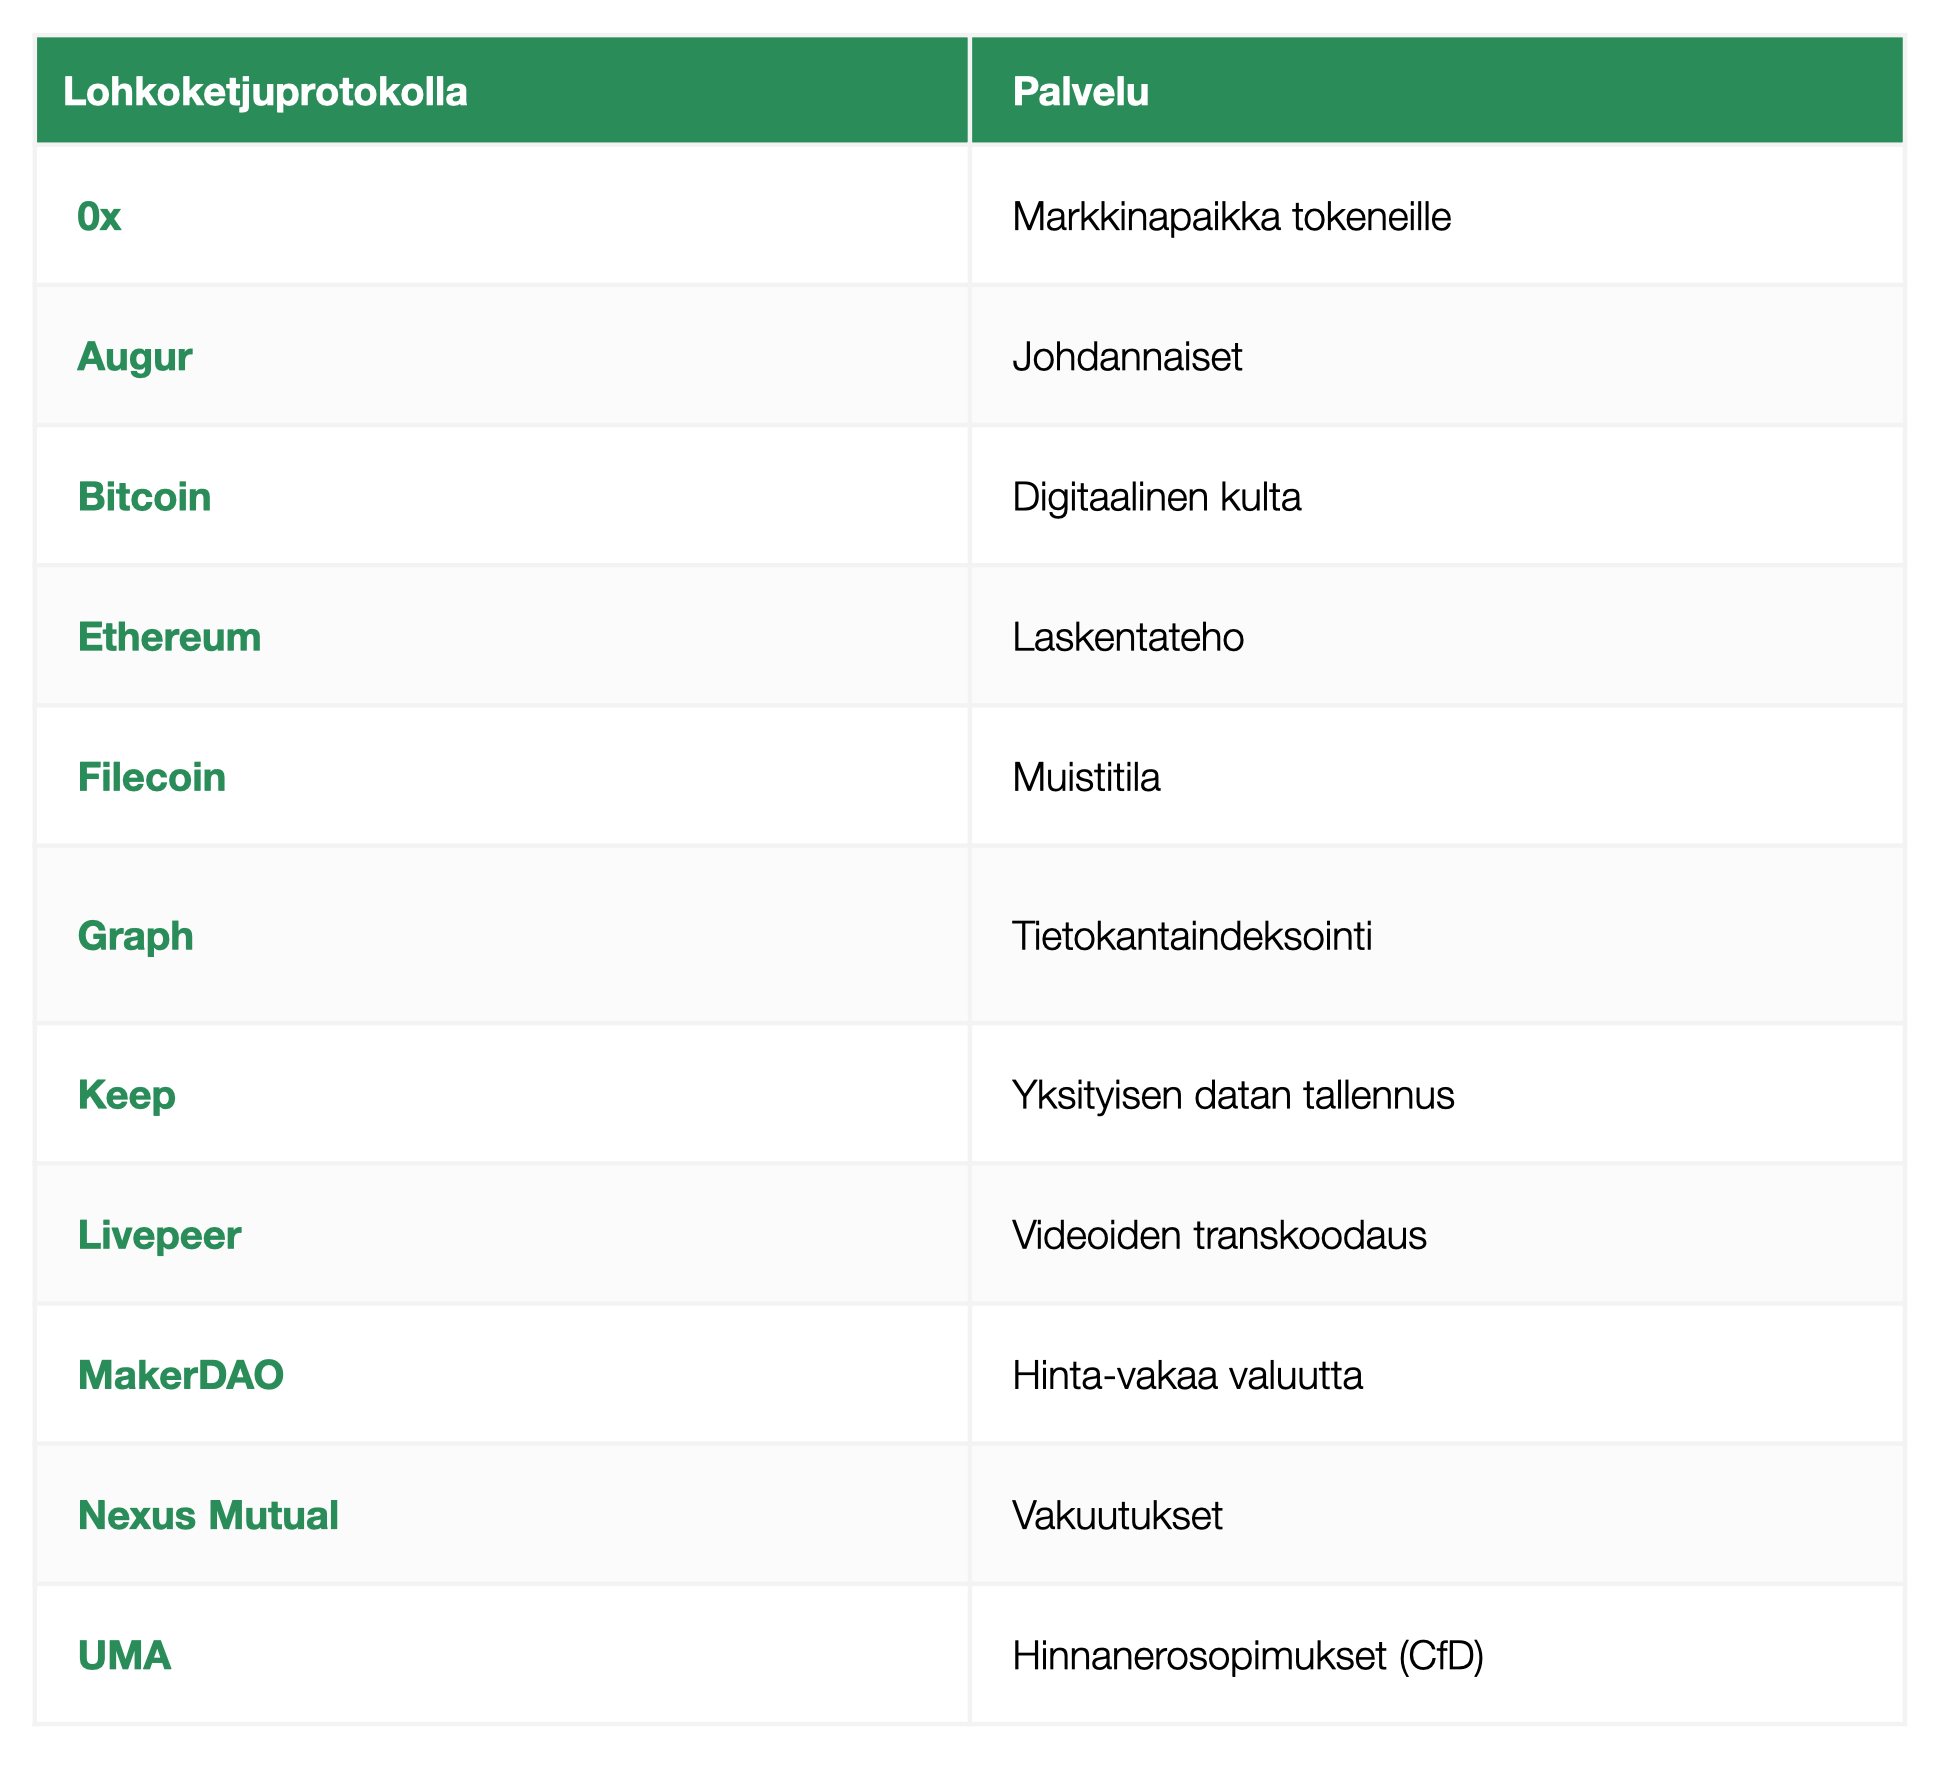 Lohkoketjuprotokolla Palvelu
0x Markkinapaikka tokeneille
Augur Johdannaiset
Bitcoin Digitaalinen kulta
Ethereum Laskentateho
Filecoin Muistitila
Graph Tietokantaindeksointi
Keep Yksityisen datan tallennus
Livepeer Videoiden transkoodaus
MakerDAO Hinta-vakaa valuutta
Nexus Mutual Vakuutukset
UMA Hinnanerosopimukset (CfD)